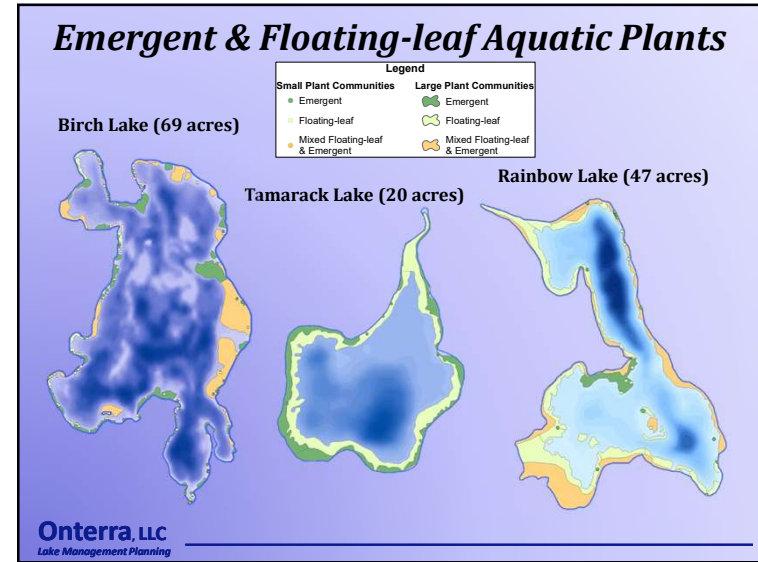 Emergent & Floating-leaf Aquatic Plants
Legend
Small Plant Communities
Emergent
Floating-leaf
Mixed Floating-leaf
& Emergent
Large Plant Communities
Emergent
Floating-leaf
Mixed Floating-leaf
& Emergent
Birch Lake (69 acres)
Tamarack Lake (20 acres)
Rainbow Lake (47 acres)
Onterra, LLC
Lake Management Planning